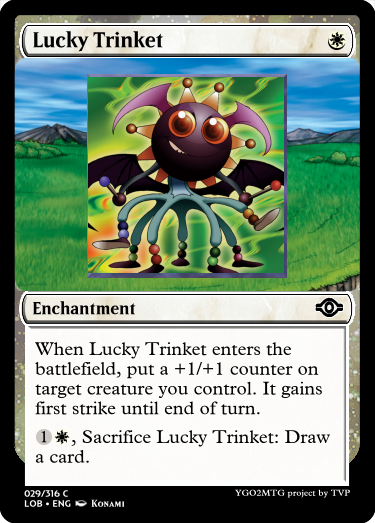 Lucky Trinket
Enchantment
When Lucky Trinket enters the
battlefield, put a +1/+1 counter on
target creature you control. It gains
first strike until end of turn.
1, Sacrifice Lucky Trinket: Draw
a card.
029/316 C
LOB • ENG Konami
YGO2MTG project by TVP